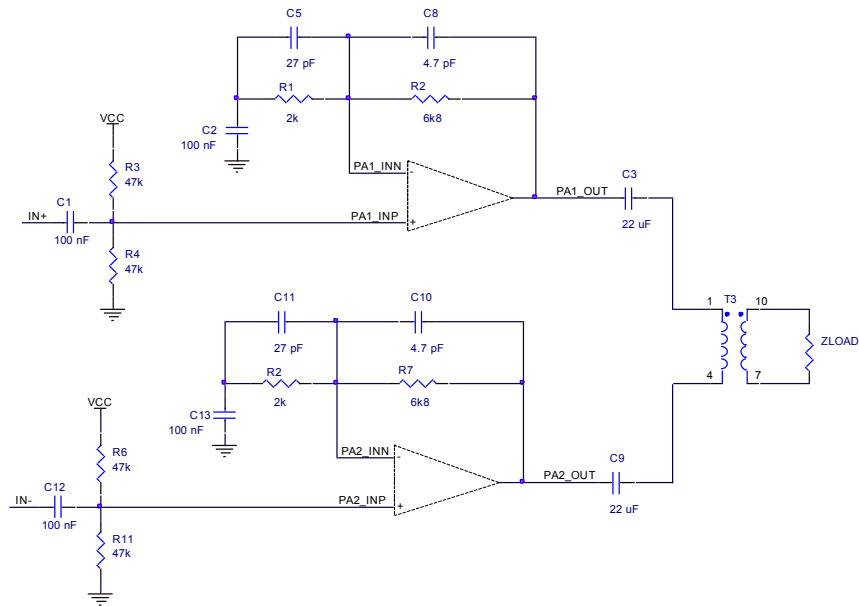 C5
C8
27 pF
4.7 pF
R1
R2
2k
6k8
C2
100 nF
VCC
R3
47k
PA1_INN
-
C1
C3
PA1_OUT
IN+
PA1_INP
+
100 nF
22 uF
R4
47k
C11
C10
1
T3
10
27 pF
4.7 pF
ZLOAD
R2
R7
4
7
2k
6k8
VCC
C13
100 nF
R6
47k
PA2_INN
-
C12
C9
PA2_OUT
IN-
PA2_INP
+
100 nF
22 uF
R11
47k